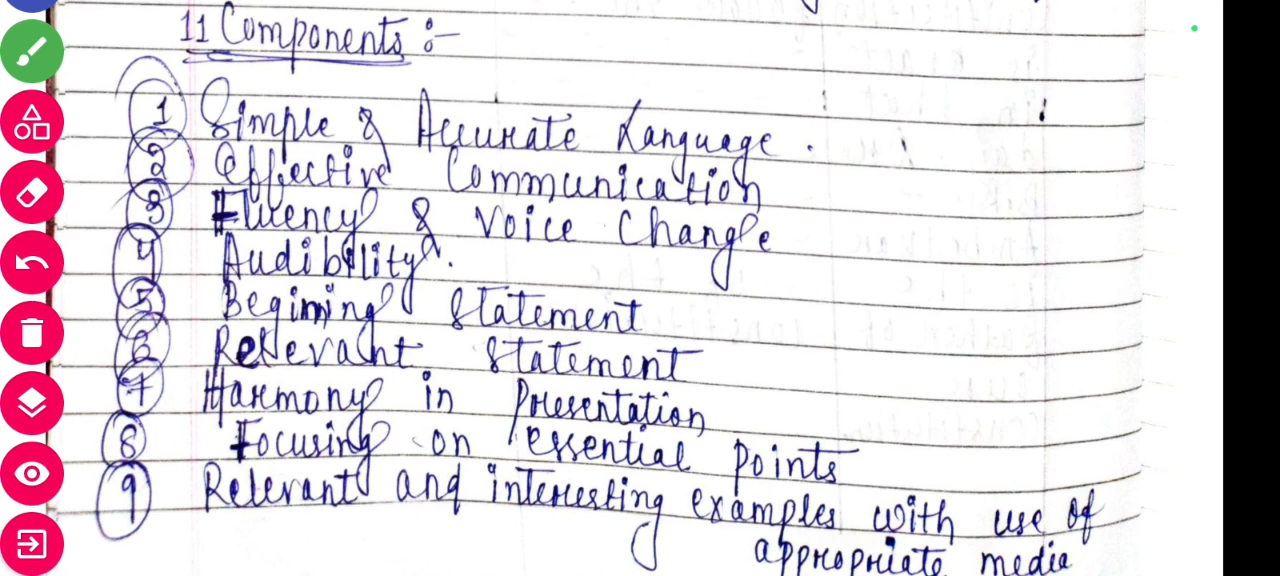 11 Components :-
1 Simple & Accurate Language .
2 Effective Communication
3 Fluency & Voice Change
4 Audibility .
5 Begining Statement
6 Relevant Statement
7 Harmony in Presentation
8 Focusing on essential points
9 Relevant and interesting examples with use of
appropriate media